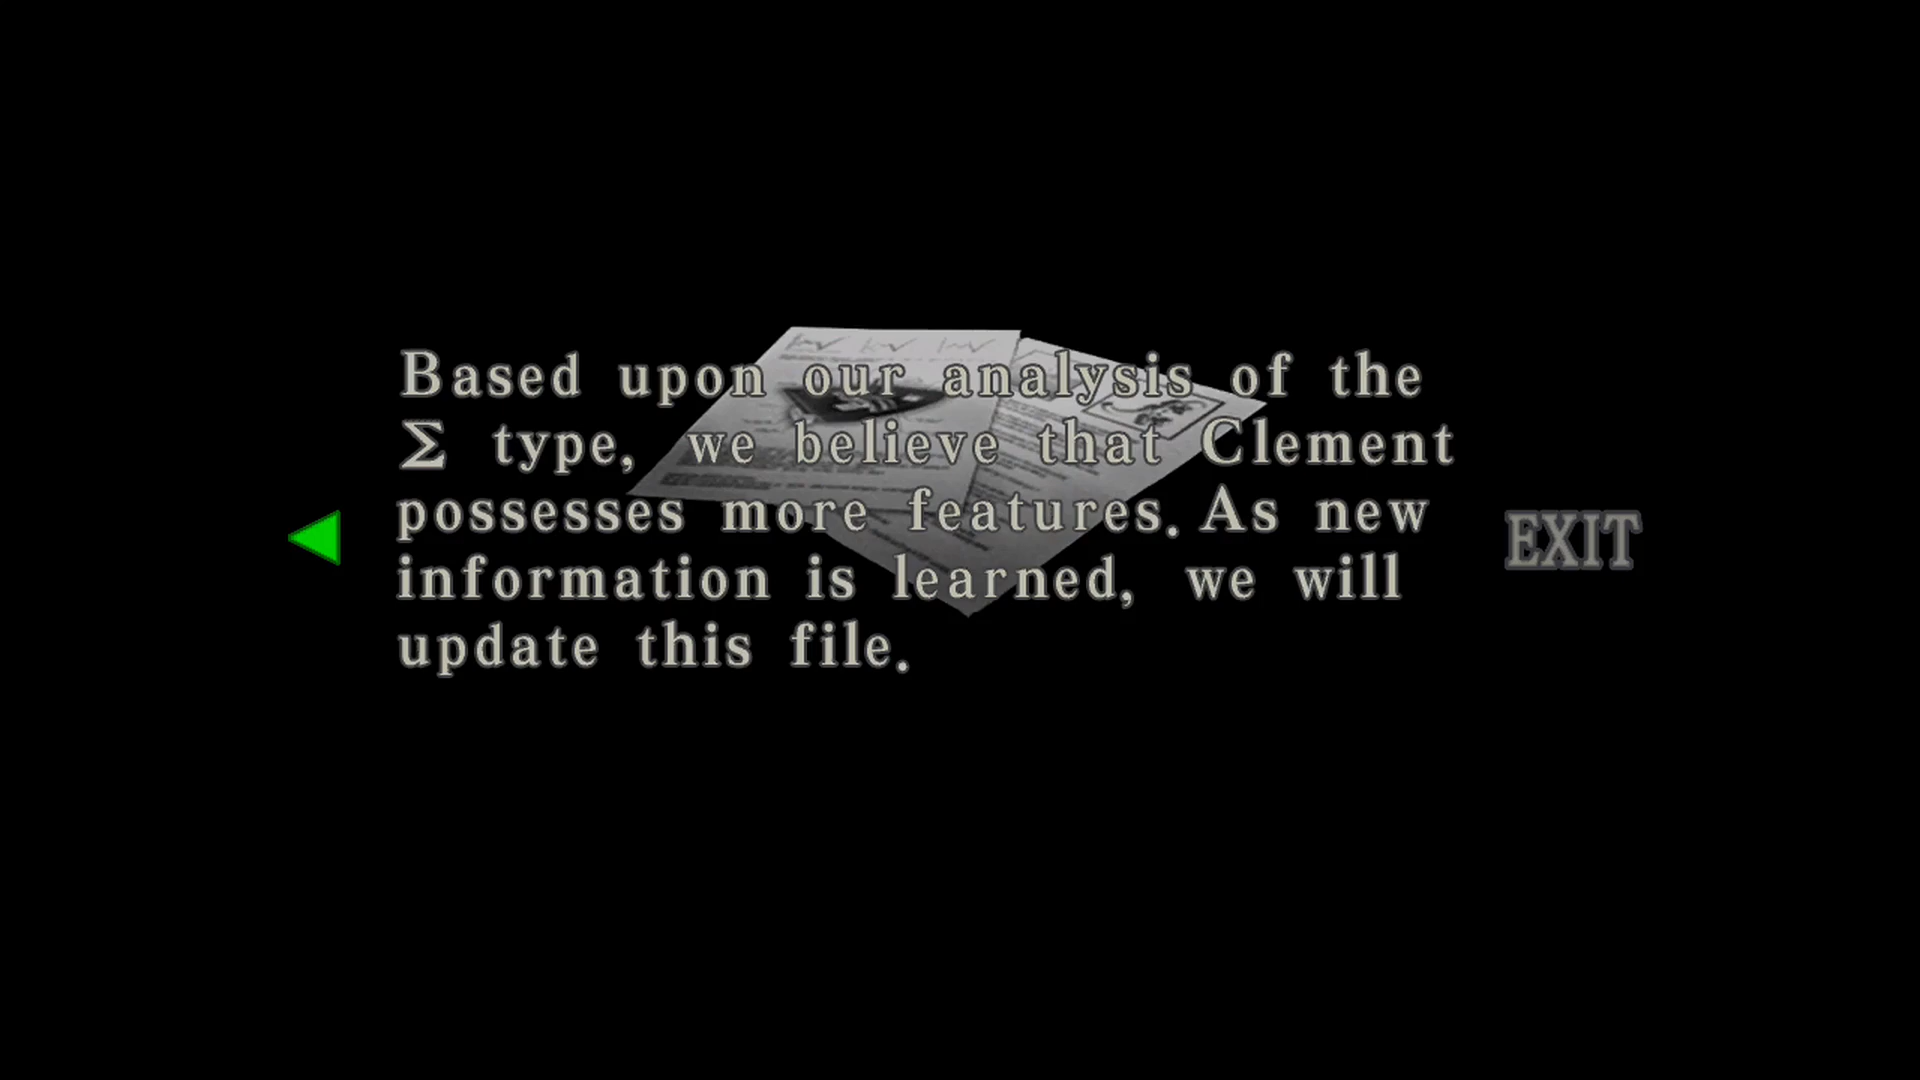 Based upon our analysis of the
Σ type, we believe that Clement
possesses more features. As new
information is learned, we will
update this file.
EXIT